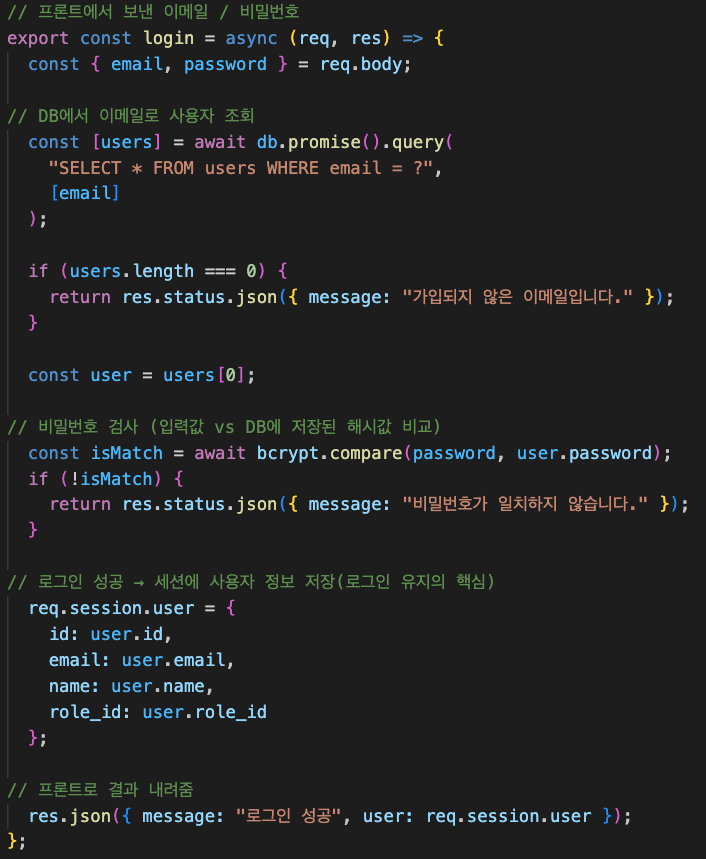 // 프론트에서 보낸 이메일 / 비밀번호
export const login = async (req, res) => {
  const { email, password } = req.body;

// DB에서 이메일로 사용자 조회
  const [users] = await db.promise().query(
    "SELECT * FROM users WHERE email = ?",
    [email]
  );

  if (users.length === 0) {
    return res.status.json({ message: "가입되지 않은 이메일입니다." });
  }

  const user = users[0];

// 비밀번호 검사 (입력값 vs DB에 저장된 해시값 비교)
  const isMatch = await bcrypt.compare(password, user.password);
  if (!isMatch) {
    return res.status.json({ message: "비밀번호가 일치하지 않습니다." });
  }

// 로그인 성공 → 세션에 사용자 정보 저장(로그인 유지의 핵심)
  req.session.user = {
    id: user.id,
    email: user.email,
    name: user.name,
    role_id: user.role_id
  };

// 프론트로 결과 내려줌
  res.json({ message: "로그인 성공", user: req.session.user });
};